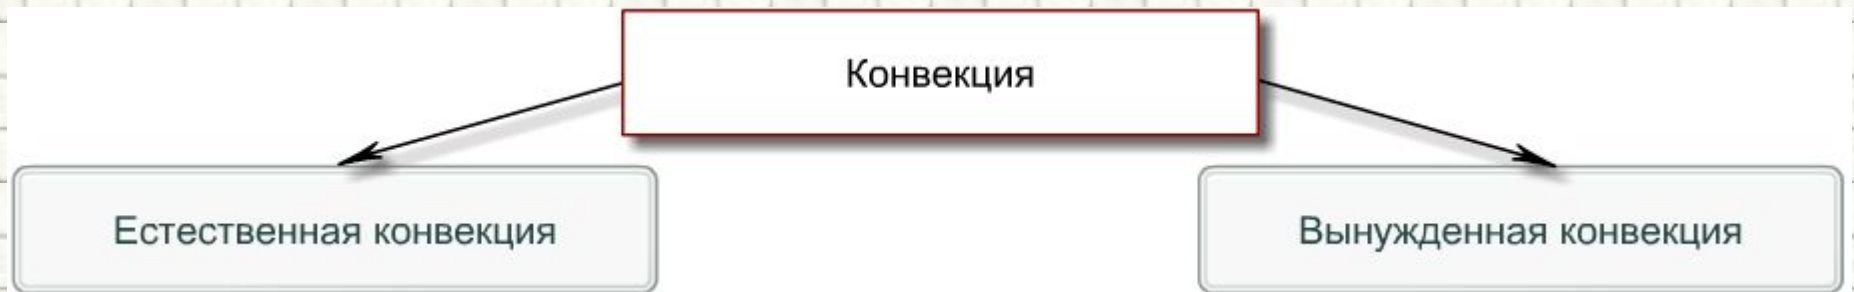 Конвекция
Естественная конвекция
Вынужденная конвекция